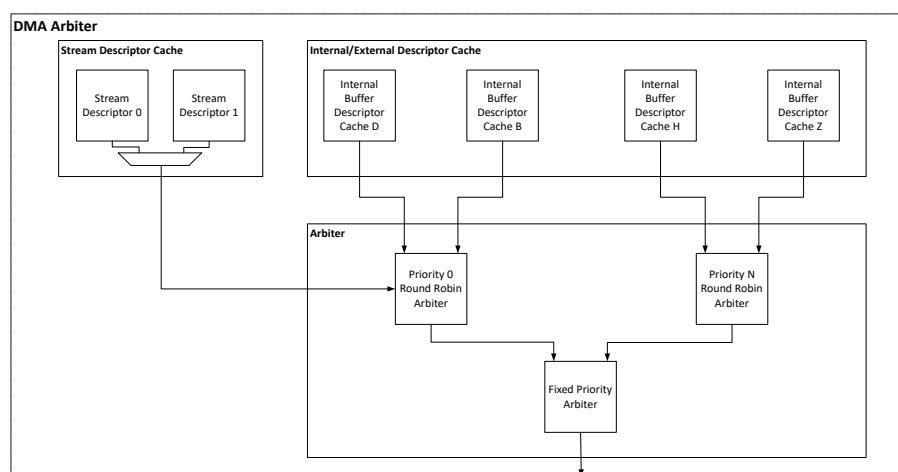 DMA Arbiter
Stream Descriptor Cache
Stream
Descriptor 0
Stream
Descriptor 1
Internal/External Descriptor Cache
Internal
Buffer
Descriptor
Cache D
Internal
Buffer
Descriptor
Cache B
Internal
Buffer
Descriptor
Cache H
Internal
Buffer
Descriptor
Cache Z
Arbiter
Priority 0
Round Robin
Arbiter
Priority N
Round Robin
Arbiter
Fixed Priority
Arbiter